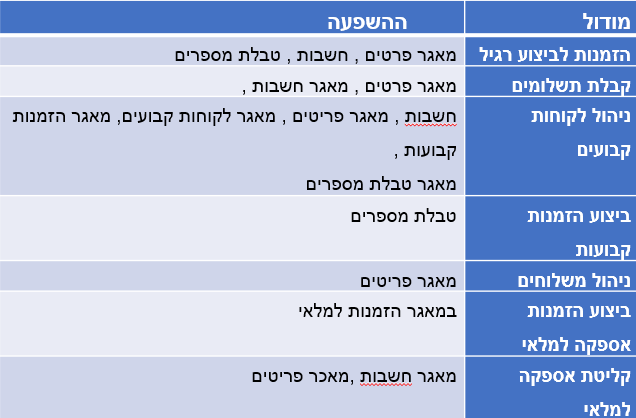 מודול ההשפעה
הזמנות לביצוע רגיל מאגר פרטים , חשבות , טבלת מספרים
קבלת תשלומים מאגר פרטים , מאגר חשבות ,
ניהול לקוחות חשבות , מאגר פריטים , מאגר לקוחות קבועים, מאגר הזמנות
קבועים קבועות ,
מאגר טבלת מספרים
ביצוע הזמנות טבלת מספרים
קבועות
ניהול משלוחים מאגר פריטים
ביצוע הזמנות במאגר הזמנות למלאי
אספקה למלאי
קליטת אספקה מאגר חשבות ,מאכר פריטים
למלאי